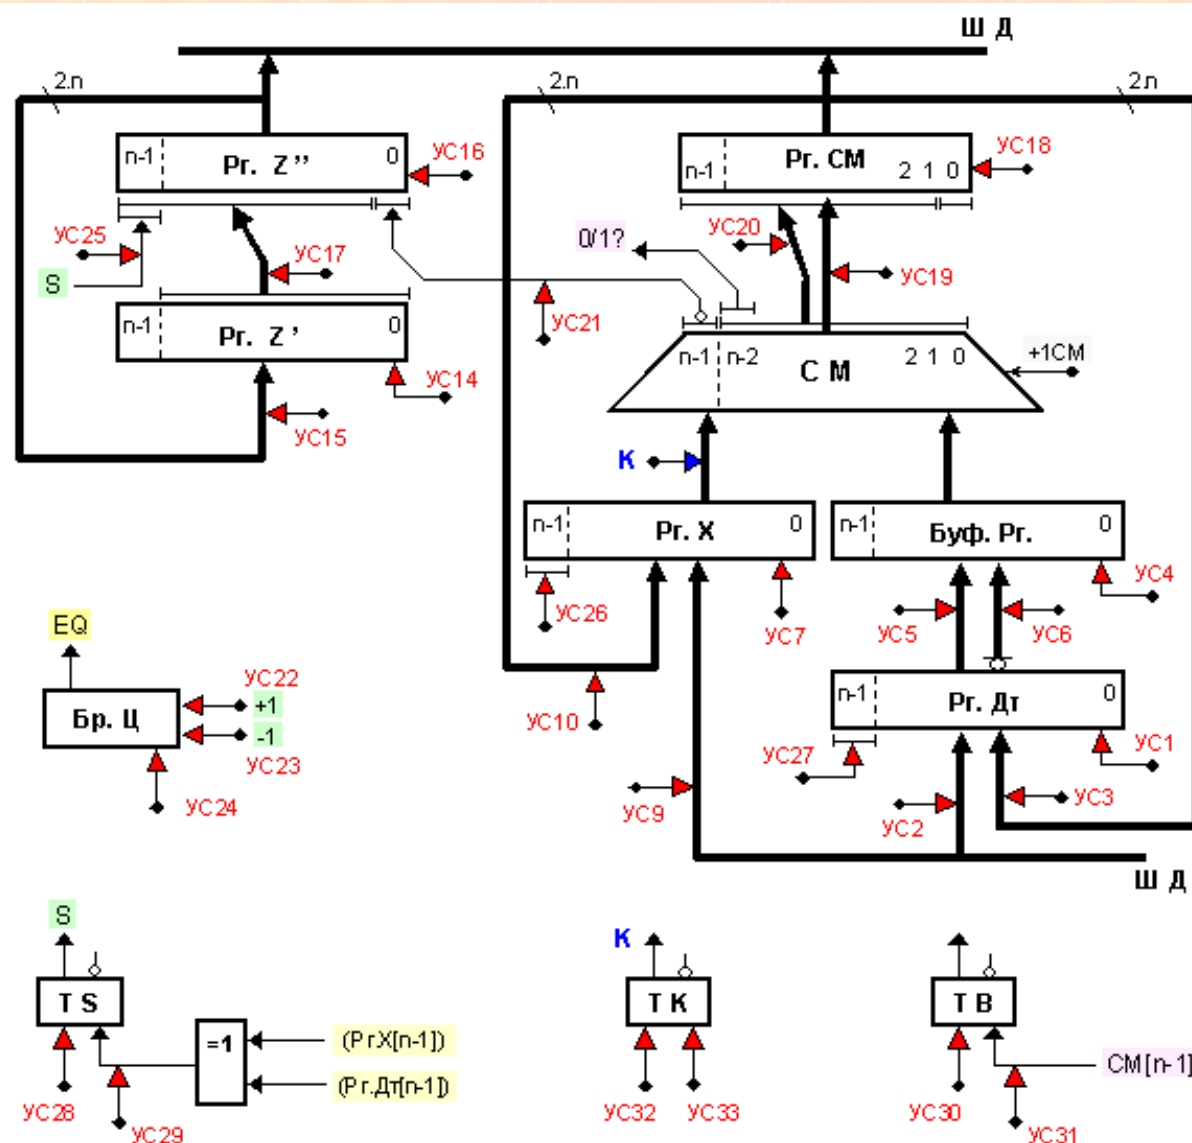 Ш Д
2.n
2.n
2.n
n-1
Рг. Z’’
0
УС16
n-1
Рг. СМ
2 1 0
УС18
УС25
S
УС17
УС20
0/1?
УС19
УС21
n-1
Рг. Z’
0
УС14
УС15
n-1
n-2
С М
2 1 0
+1СМ
К
n-1
Рг. Х
0
n-1
Буф. Рг.
0
УС26
УС7
УС5
УС6
УС4
EQ
УС22
+1
-1
УС23
Бр. Ц
УС24
УС10
n-1
Рг. Дт
0
УС27
УС1
УС9
УС2
УС3
Ш Д
S
Т S
=1
(Рг.Х[n-1])
(Рг.Дт[n-1])
УС28
УС29
К
Т К
УС32
УС33
Т В
СМ[n-1]
УС30
УС31